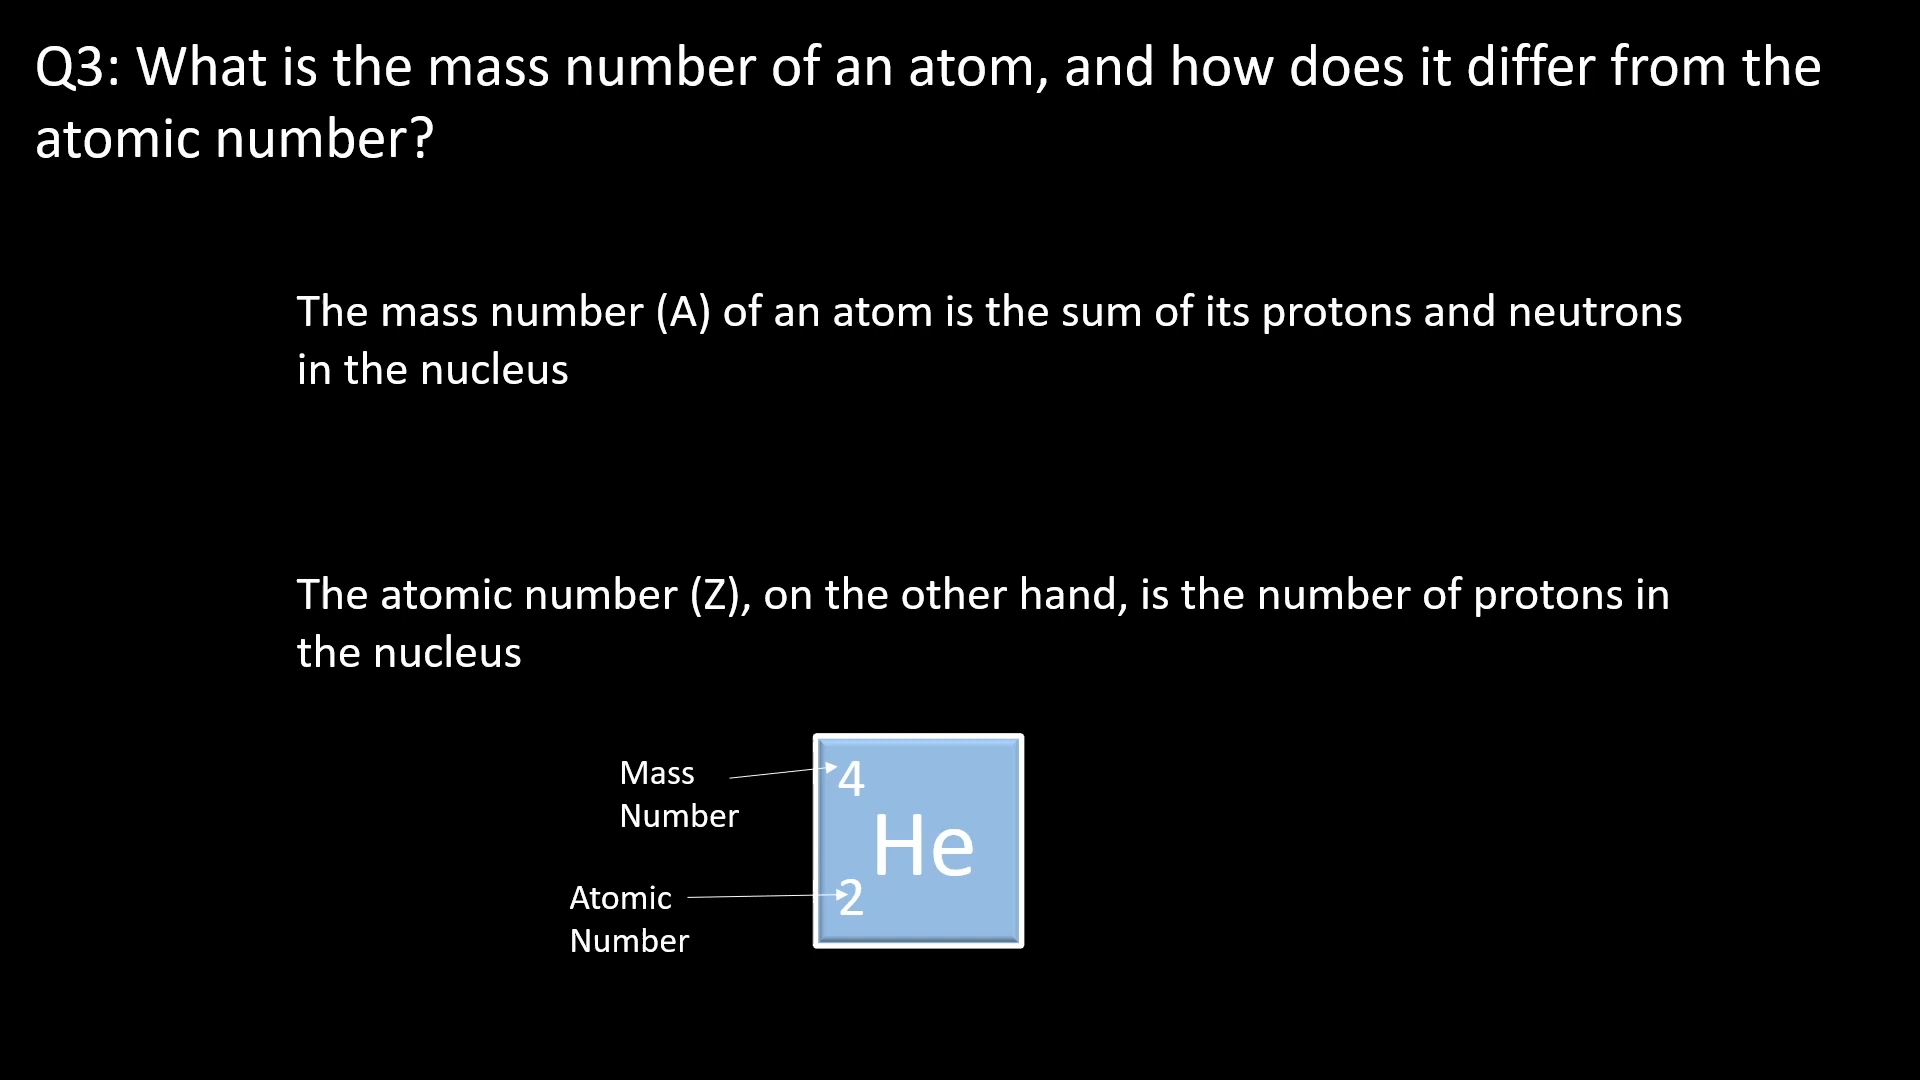 Q3: What is the mass number of an atom, and how does it differ from the
atomic number?
The mass number (A) of an atom is the sum of its protons and neutrons
in the nucleus
The atomic number (Z), on the other hand, is the number of protons in
the nucleus
Mass
Number
4
He
2
Atomic
Number